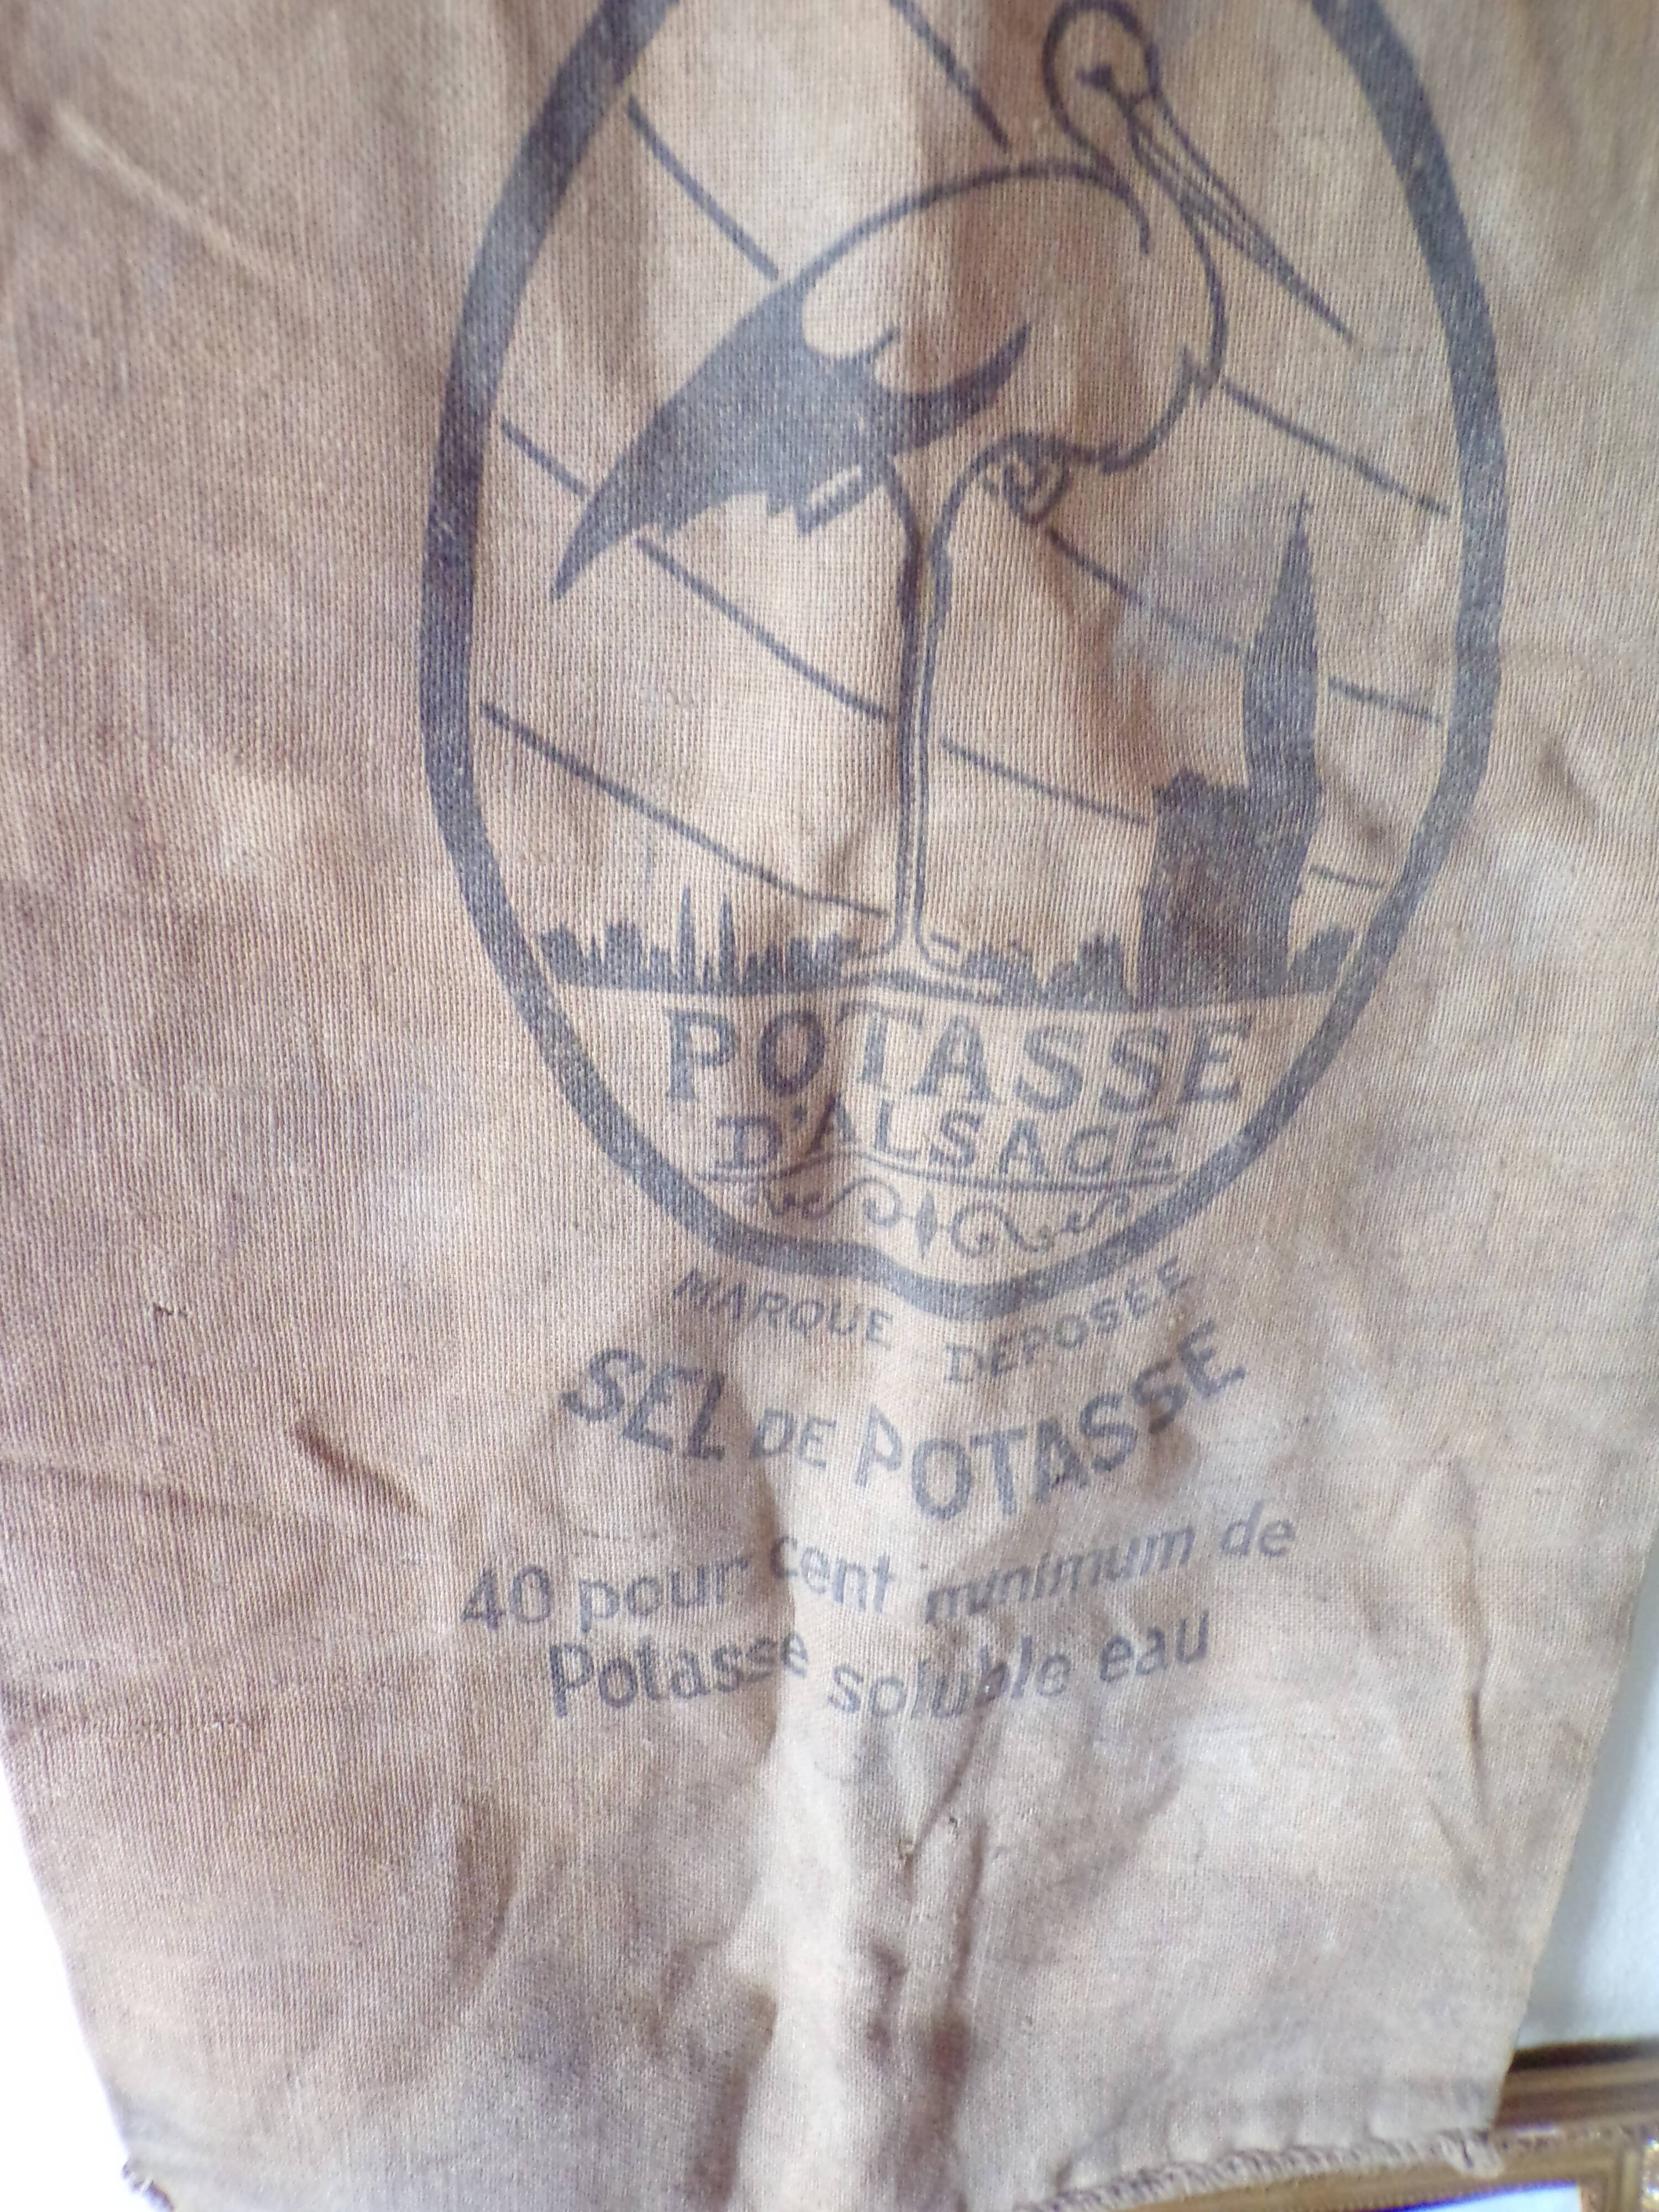 POTASSE
D'ALSACE
MARQUE DÉPOSÉE
SEL DE POTASSE
40 pour cent minimum de
Potasse soluble eau